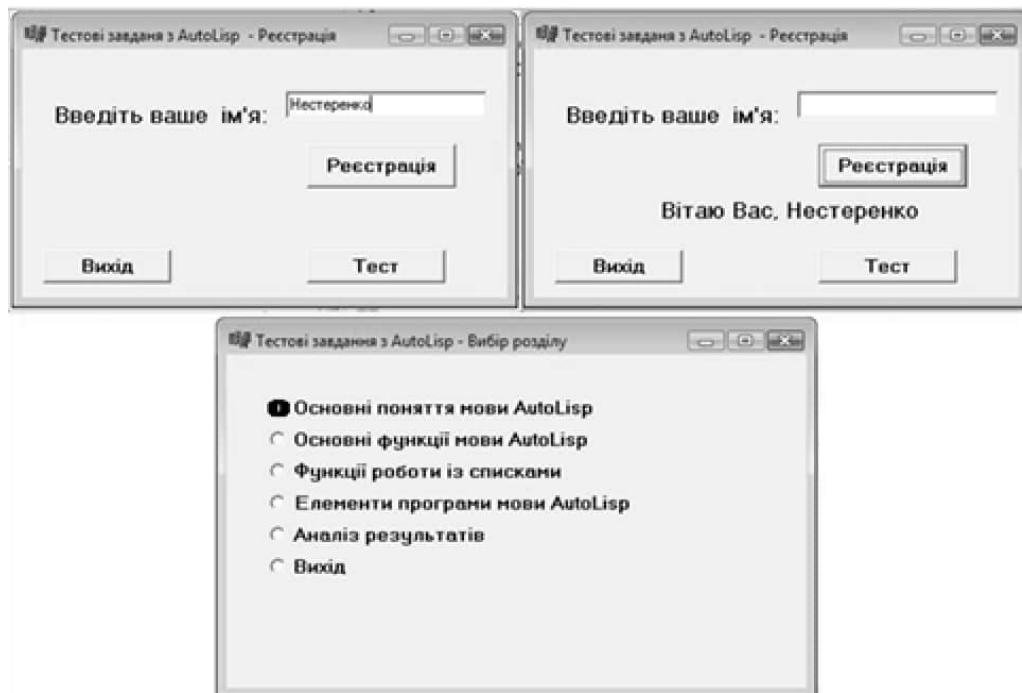 Тестові завданя з AutoLisp - Реєстрація
Введіть ваше ім'я:
Нестеренко
Реєстрація
Вихід
Тест
Тестові завданя з AutoLisp - Реєстрація
Введіть ваше ім'я:
Реєстрація
Вітаю Вас, Нестеренко
Вихід
Тест
Тестові завдання з AutoLisp - Вибір розділу
Основні поняття мови AutoLisp
Основні функції мови AutoLisp
Функції роботи із списками
Елементи програми мови AutoLisp
Аналіз результатів
Вихід